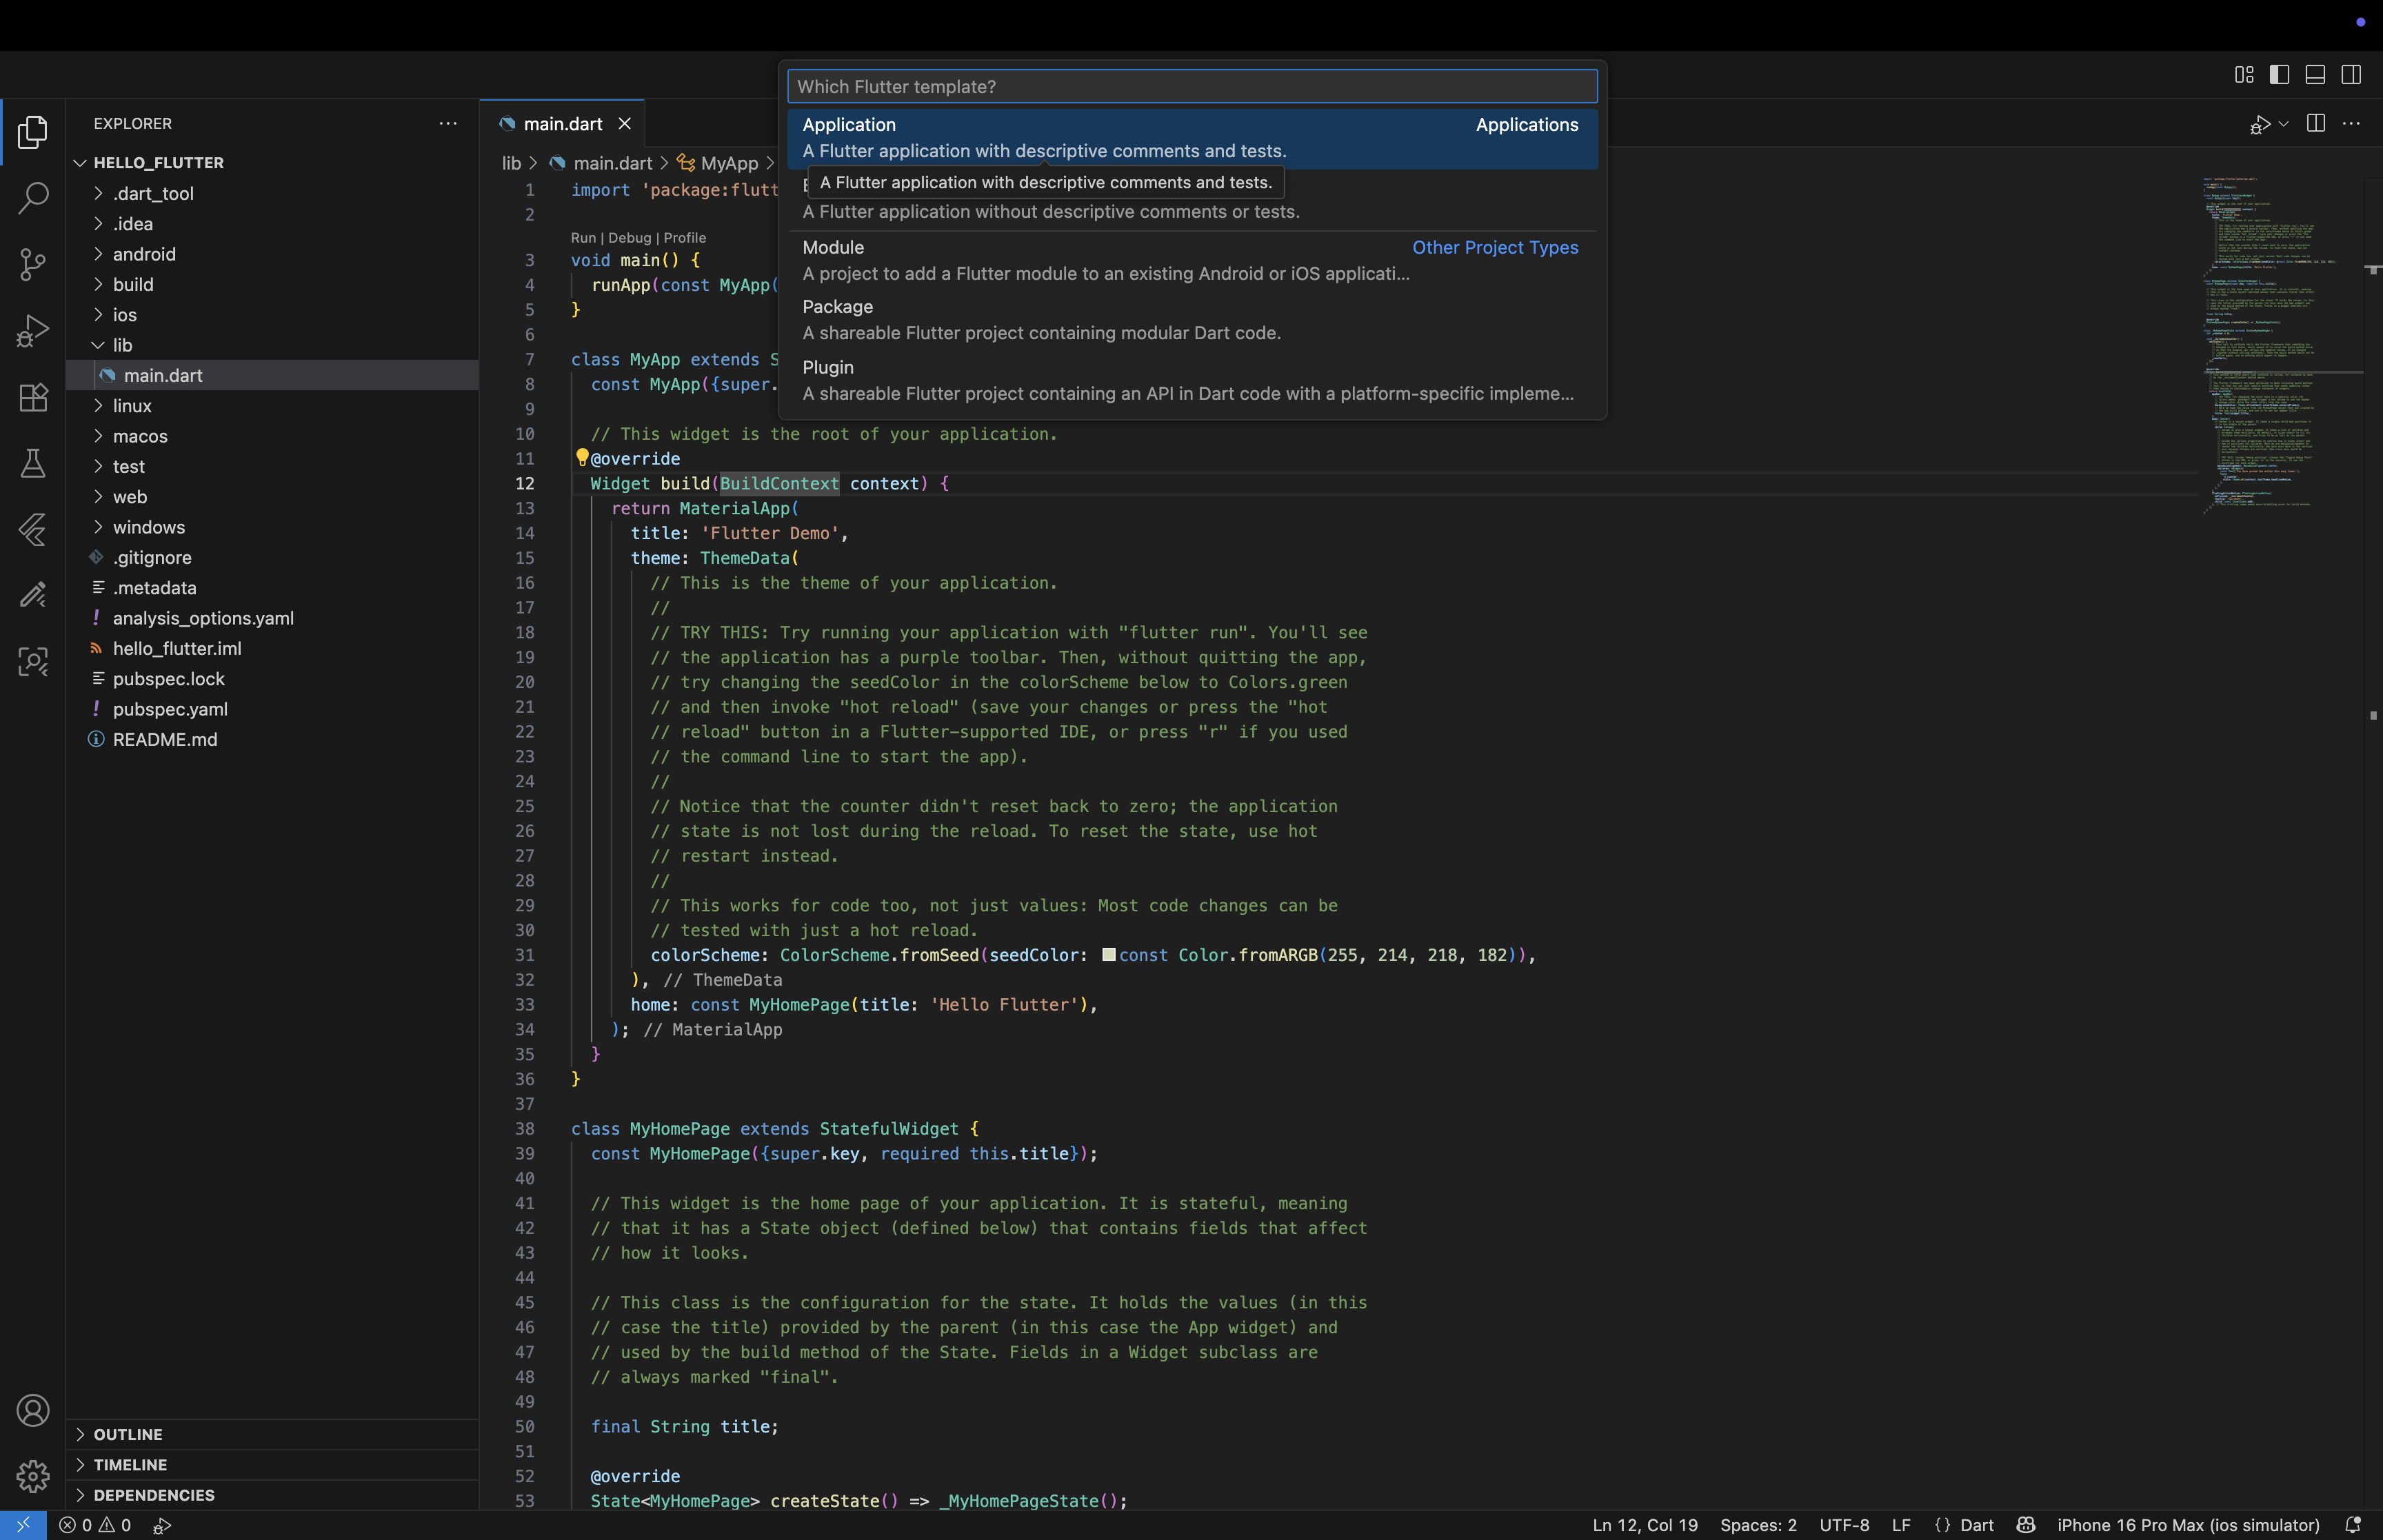 Which Flutter template?
Application
Applications
A Flutter application with descriptive comments and tests.
A Flutter application with descriptive comments and tests.
A Flutter application without descriptive comments or tests.
Module
Other Project Types
A project to add a Flutter module to an existing Android or iOS applicati...
Package
A shareable Flutter project containing modular Dart code.
Plugin
A shareable Flutter project containing an API in Dart code with a platform-specific impleme...
EXPLORER
HELLO_FLUTTER
.dart_tool
.idea
android
build
ios
lib
main.dart
linux
macos
test
web
windows
.gitignore
.metadata
analysis_options.yaml
hello_flutter.iml
pubspec.lock
pubspec.yaml
README.md
OUTLINE
TIMELINE
DEPENDENCIES
main.dart
lib > main.dart > MyApp >
1 import 'package:flutt
2
Run | Debug | Profile
3 void main() {
4 runApp(const MyApp(
5 }
6
7 class MyApp extends S
8 const MyApp({super.
9
10 // This widget is the root of your application.
11 @override
12 Widget build(BuildContext context) {
13 return MaterialApp(
14 title: 'Flutter Demo',
15 theme: ThemeData(
16 // This is the theme of your application.
17 //
18 // TRY THIS: Try running your application with "flutter run". You'll see
19 // the application has a purple toolbar. Then, without quitting the app,
20 // try changing the seedColor in the colorScheme below to Colors.green
21 // and then invoke "hot reload" (save your changes or press the "hot
22 // reload" button in a Flutter-supported IDE, or press "r" if you used
23 // the command line to start the app).
24 //
25 // Notice that the counter didn't reset back to zero; the application
26 // state is not lost during the reload. To reset the state, use hot
27 // restart instead.
28 //
29 // This works for code too, not just values: Most code changes can be
30 // tested with just a hot reload.
31 colorScheme: ColorScheme.fromSeed(seedColor: const Color.fromARGB(255, 214, 218, 182)),
32 ), // ThemeData
33 home: const MyHomePage(title: 'Hello Flutter'),
34 ); // MaterialApp
35 }
36 }
37
38 class MyHomePage extends StatefulWidget {
39 const MyHomePage({super.key, required this.title});
40
41 // This widget is the home page of your application. It is stateful, meaning
42 // that it has a State object (defined below) that contains fields that affect
43 // how it looks.
44
45 // This class is the configuration for the state. It holds the values (in this
46 // case the title) provided by the parent (in this case the App widget) and
47 // used by the build method of the State. Fields in a Widget subclass are
48 // always marked "final".
49
50 final String title;
51
52 @override
53 State<MyHomePage> createState() => _MyHomePageState();
0 0
Ln 12, Col 19 Spaces: 2 UTF-8 LF {} Dart iPhone 16 Pro Max (ios simulator)